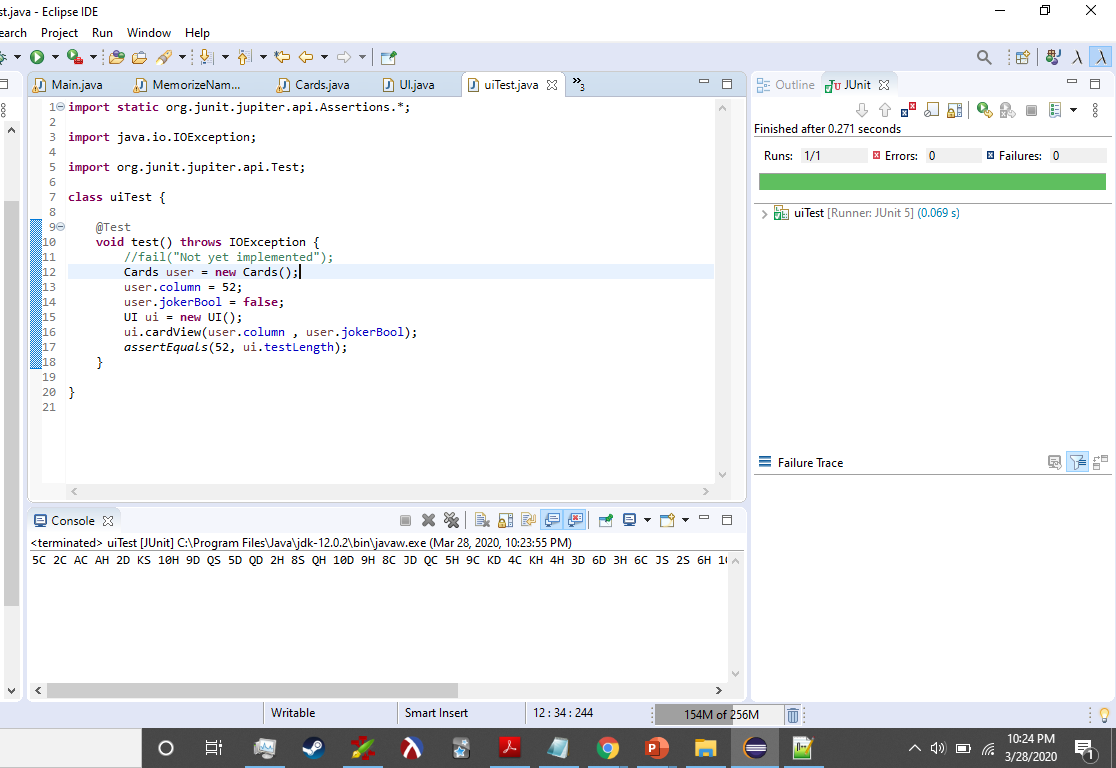 st.java - Eclipse IDE
earch Project Run Window Help
Main.java MemorizeNam... Cards.java UI.java uiTest.java »3
1 import static org.junit.jupiter.api.Assertions.*;
2
3 import java.io.IOException;
4
5 import org.junit.jupiter.api.Test;
6
7 class uiTest {
8
9 @Test
10 void test() throws IOException {
11 //fail("Not yet implemented");
12 Cards user = new Cards();
13 user.column = 52;
14 user.jokerBool = false;
15 UI ui = new UI();
16 ui.cardView(user.column , user.jokerBool);
17 assertEquals(52, ui.testLength);
18 }
19
20 }
21
Outline JUnit
Finished after 0.271 seconds
Runs: 1/1 Errors: 0 Failures: 0
uiTest [Runner: JUnit 5] (0.069 s)
Failure Trace
Console
<terminated> uiTest [JUnit] C:\Program Files\Java\jdk-12.0.2\bin\javaw.exe (Mar 28, 2020, 10:23:55 PM)
5C 2C AC AH 2D KS 10H 9D QS 5D QD 2H 8S QH 10D 9H 8C JD QC 5H 9C KD 4C KH 4H 3D 6D 3H 6C JS 2S 6H
Writable Smart Insert 12 : 34 : 244 154M of 256M
10:24 PM
3/28/2020
1